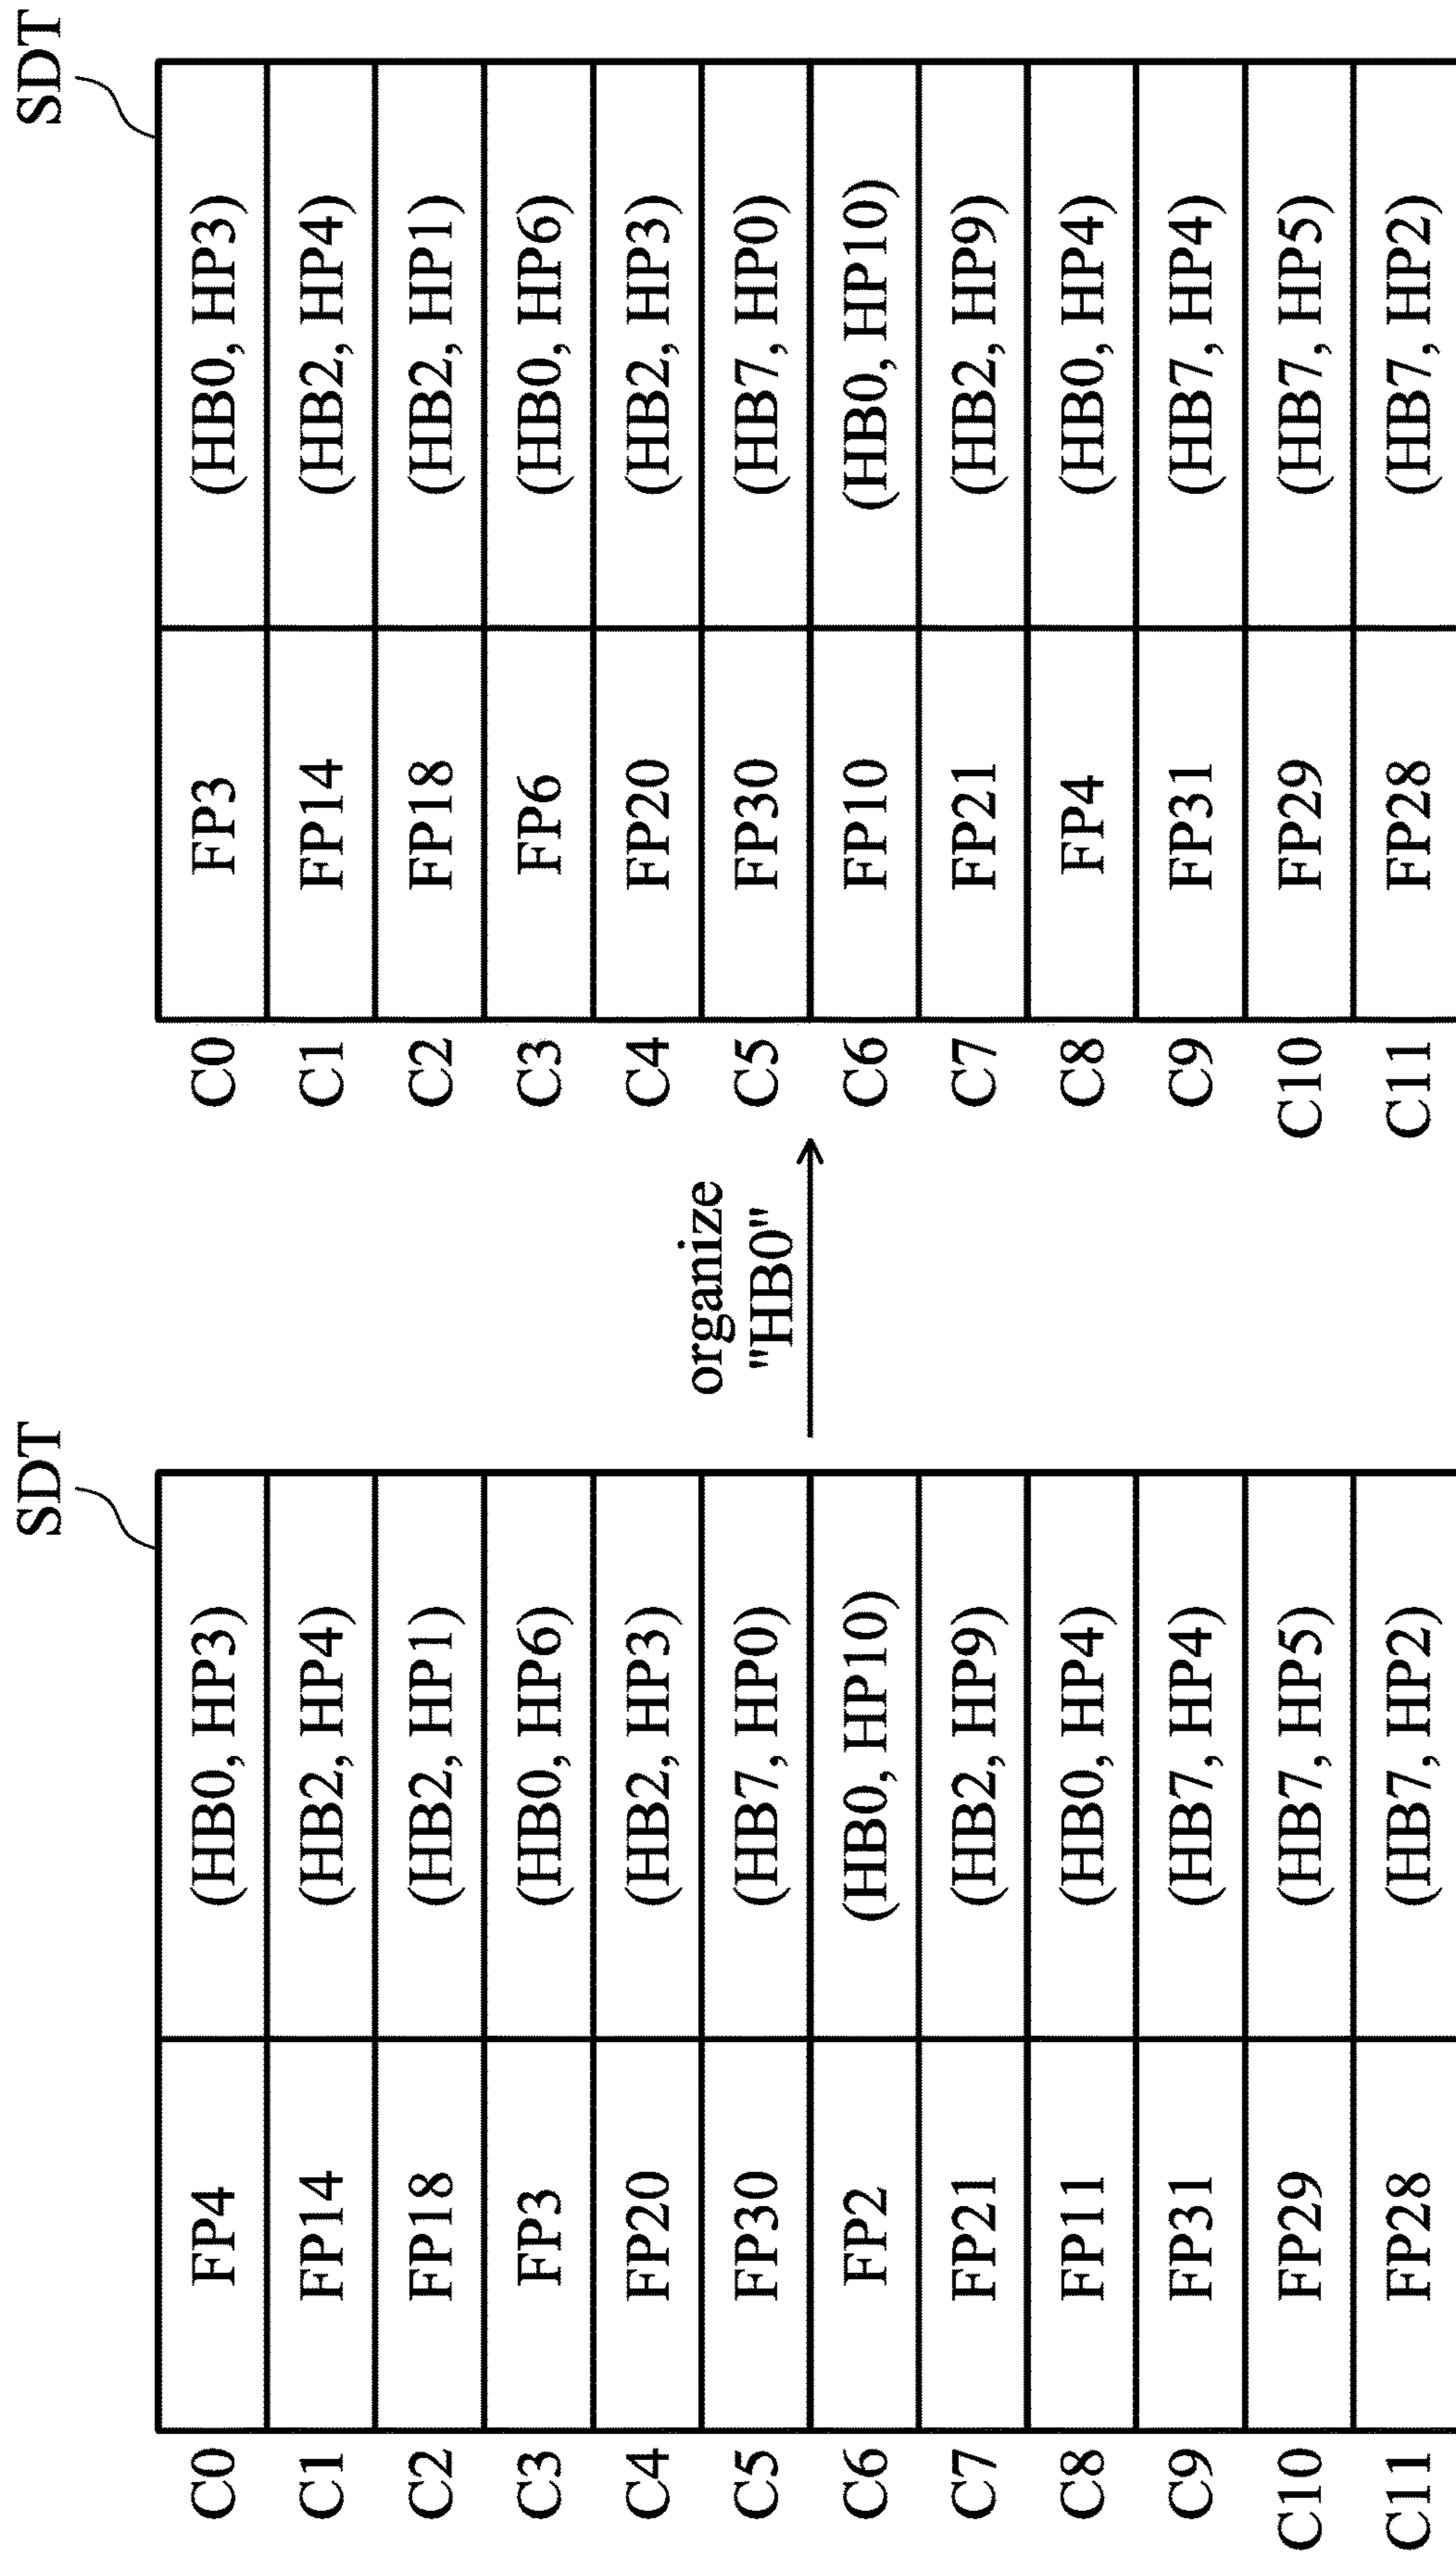 SDT
C0 FP4 (HB0, HP3)
C1 FP14 (HB2, HP4)
C2 FP18 (HB2, HP1)
C3 FP3 (HB0, HP6)
C4 FP20 (HB2, HP3)
C5 FP30 (HB7, HP0)
C6 FP2 (HB0, HP10)
C7 FP21 (HB2, HP9)
C8 FP11 (HB0, HP4)
C9 FP31 (HB7, HP4)
C10 FP29 (HB7, HP5)
C11 FP28 (HB7, HP2)
organize
"HB0"
SDT
C0 FP3 (HB0, HP3)
C1 FP14 (HB2, HP4)
C2 FP18 (HB2, HP1)
C3 FP6 (HB0, HP6)
C4 FP20 (HB2, HP3)
C5 FP30 (HB7, HP0)
C6 FP10 (HB0, HP10)
C7 FP21 (HB2, HP9)
C8 FP4 (HB0, HP4)
C9 FP31 (HB7, HP4)
C10 FP29 (HB7, HP5)
C11 FP28 (HB7, HP2)